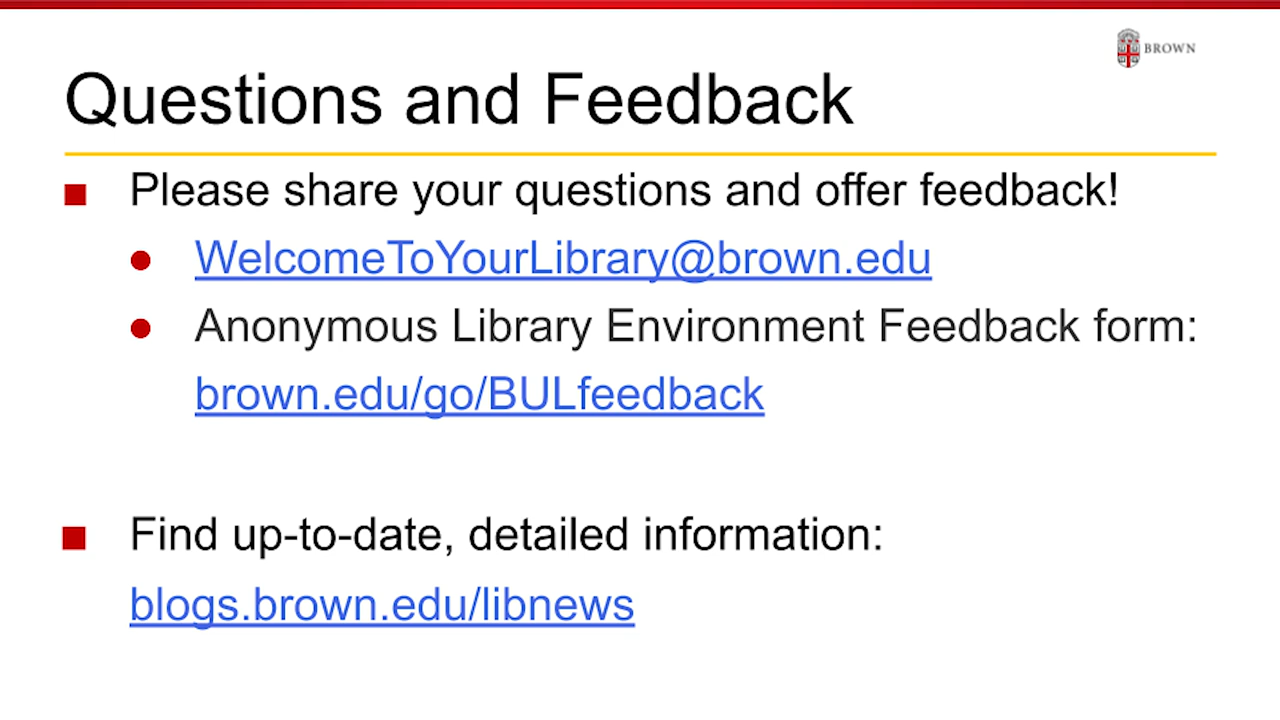 BROWN
Questions and Feedback
Please share your questions and offer feedback!
WelcomeToYourLibrary@brown.edu
Anonymous Library Environment Feedback form:
brown.edu/go/BULfeedback
Find up-to-date, detailed information:
blogs.brown.edu/libnews